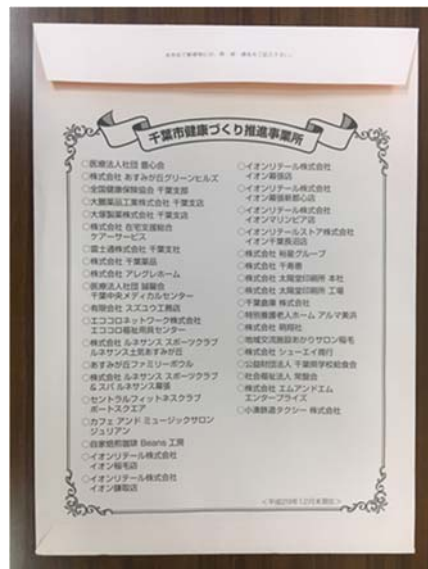 千葉市健康づくり推進事業所
○医療法人社団 豊心会
○株式会社 あすみが丘グリーンヒルズ
○全国健康保険協会 千葉支部
○大鵬薬品工業株式会社 千葉支店
○大塚製薬株式会社 千葉支店
○株式会社 在宅支援総合
ケアーサービス
○富士通株式会社 千葉支社
○株式会社 千葉薬品
○株式会社 アレグレホーム
○医療法人社団 誠馨会
千葉中央メディカルセンター
○有限会社 スズユウ工務店
○エココロネットワーク株式会社
エココロ福祉用具センター
○株式会社 ルネサンス スポーツクラブ
ルネサンス土気あすみが丘
○あすみが丘ファミリーボウル
○株式会社 ルネサンス スポーツクラブ
& スパ ルネサンス幕張
○セントラルフィットネスクラブ
ポートスクエア
○カフェ アンド ミュージックサロン
ジュリアン
○自家焙煎珈琲 Beans 工房
○イオンリテール株式会社
イオン稲毛店
○イオンリテール株式会社
イオン鎌取店
○イオンリテール株式会社
イオン幕張店
○イオンリテール株式会社
イオン幕張新都心店
○イオンリテール株式会社
イオンマリンピア店
○イオンリテールストア株式会社
イオン千葉長沼店
○株式会社 裕星グループ
○株式会社 千寿恵
○株式会社 太陽堂印刷所 本社
○株式会社 太陽堂印刷所 工場
○千葉倉庫 株式会社
○特別養護老人ホーム アルマ美浜
○株式会社 萌翔社
○地域交流施設あかりサロン稲毛
○株式会社 シューエイ商行
○公益財団法人 千葉県学校給食会
○社会福祉法人 常盤会
○株式会社 エムアンドエム
エンタープライズ
○小湊鉄道タクシー 株式会社
<平成29年12月末現在>